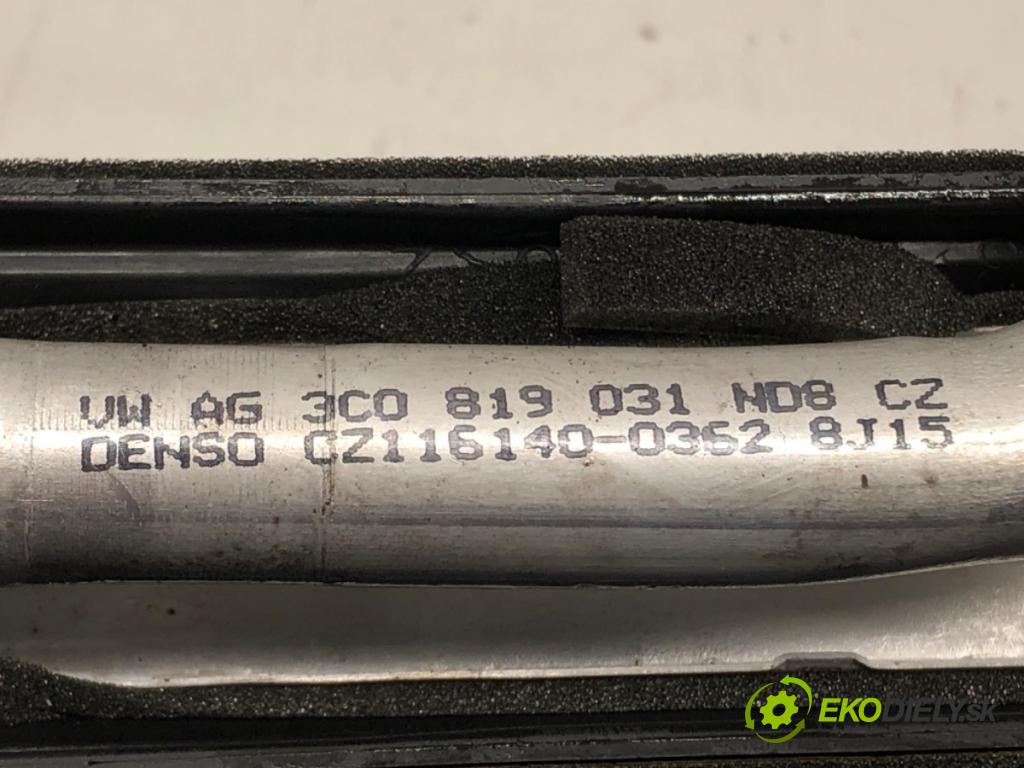 VW AG 3C0 819 031 ND8 CZ
DENSO CZ116140-0362 8J15
EKODIELY.SK